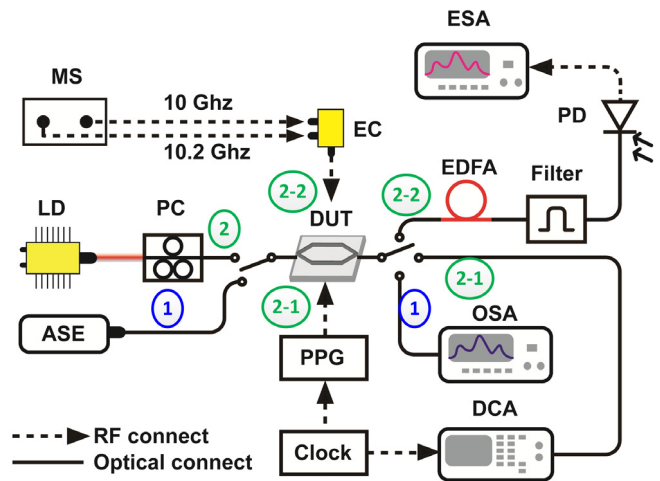 ESA
MS
10 Ghz
EC
PD
10.2 Ghz
EDFA
Filter
2-2
2-2
LD
PC
2
DUT
2-1
1
2-1
1
OSA
ASE
PPG
DCA
RF connect
Clock
Optical connect